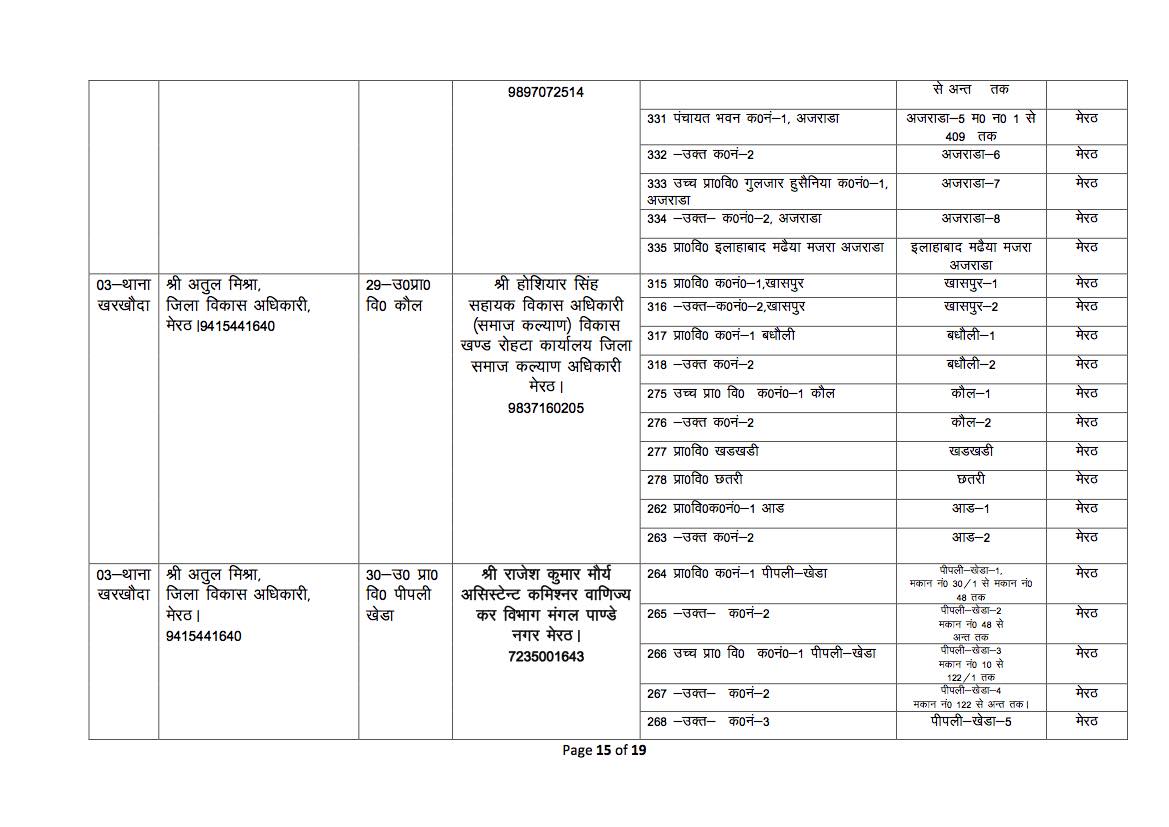 9897072514
से अन्त तक
331 पंचायत भवन क0नं–1, अजराडा
अजराडा–5 म0 न0 1 से
409 तक
मेरठ
332 –उक्त क0नं–2
अजराडा–6
मेरठ
333 उच्च प्रा0वि0 गुलजार हुसैनिया क0नं0–1,
अजराडा
अजराडा–7
मेरठ
334 –उक्त– क0नं0–2, अजराडा
अजराडा–8
मेरठ
335 प्रा0वि0 इलाहाबाद मढैया मजरा अजराडा
इलाहाबाद मढैया मजरा
अजराडा
मेरठ
03–थाना
खरखौदा
श्री अतुल मिश्रा,
जिला विकास अधिकारी,
मेरठ।9415441640
29–उ0प्रा0
वि0 कौल
श्री होशियार सिंह
सहायक विकास अधिकारी
(समाज कल्याण) विकास
खण्ड रोहटा कार्यालय जिला
समाज कल्याण अधिकारी
मेरठ।
9837160205
315 प्रा0वि0 क0नं0–1,खासपुर
खासपुर–1
मेरठ
316 –उक्त–क0नं0–2,खासपुर
खासपुर–2
मेरठ
317 प्रा0वि0 क0नं–1 बधौली
बधौली–1
मेरठ
318 –उक्त क0नं–2
बधौली–2
मेरठ
275 उच्च प्रा0 वि0 क0नं0–1 कौल
कौल–1
मेरठ
276 –उक्त क0नं–2
कौल–2
मेरठ
277 प्रा0वि0 खडखडी
खडखडी
मेरठ
278 प्रा0वि0 छतरी
छतरी
मेरठ
262 प्रा0वि0क0नं0–1 आड
आड–1
मेरठ
263 –उक्त क0नं–2
आड–2
मेरठ
03–थाना
खरखौदा
श्री अतुल मिश्रा,
जिला विकास अधिकारी,
मेरठ।
9415441640
30–उ0 प्रा0
वि0 पीपली
खेडा
श्री राजेश कुमार मौर्य
असिस्टेन्ट कमिश्नर वाणिज्य
कर विभाग मंगल पाण्डे
नगर मेरठ।
7235001643
264 प्रा0वि0 क0नं–1 पीपली–खेडा
पीपली–खेडा–1,
मकान नं0 30/1 से मकान नं0
48 तक
मेरठ
265 –उक्त– क0नं–2
पीपली–खेडा–2
मकान नं0 48 से
अन्त तक
मेरठ
266 उच्च प्रा0 वि0 क0नं0–1 पीपली–खेडा
पीपली–खेडा–3
मकान नं0 10 से
122/1 तक
मेरठ
267 –उक्त– क0नं–2
पीपली–खेडा–4
मकान नं0 122 से अन्त तक।
मेरठ
268 –उक्त– क0नं–3
पीपली–खेडा–5
मेरठ
Page 15 of 19